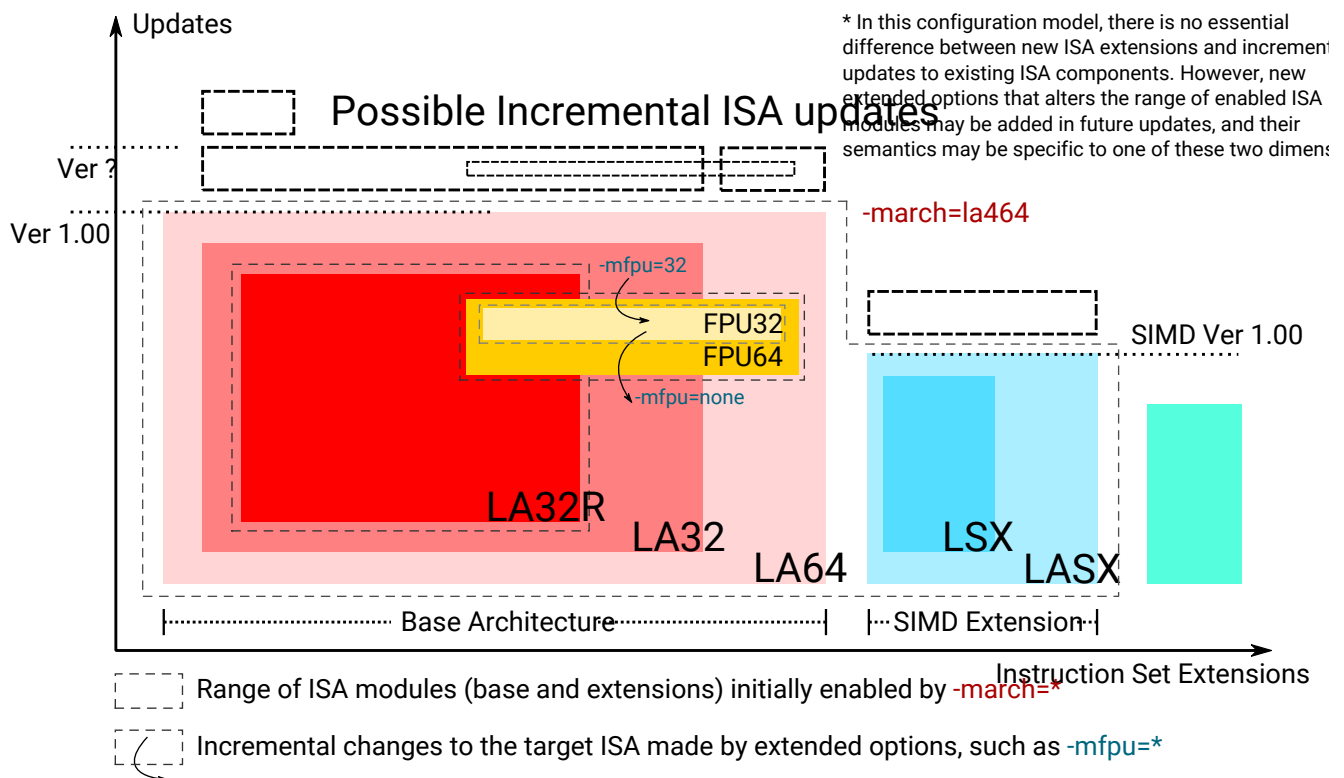 Updates
* In this configuration model, there is no essential
difference between new ISA extensions and increment
updates to existing ISA components. However, new
extended options that alters the range of enabled ISA
modules may be added in future updates, and their
semantics may be specific to one of these two dimens
Possible Incremental ISA updates
Ver ?
Ver 1.00
-march=la464
-mfpu=32
FPU32
FPU64
-mfpu=none
SIMD Ver 1.00
LA32R
LA32
LA64
LSX
LASX
Base Architecture
SIMD Extension
Instruction Set Extensions
Range of ISA modules (base and extensions) initially enabled by -march=*
Incremental changes to the target ISA made by extended options, such as -mfpu=*